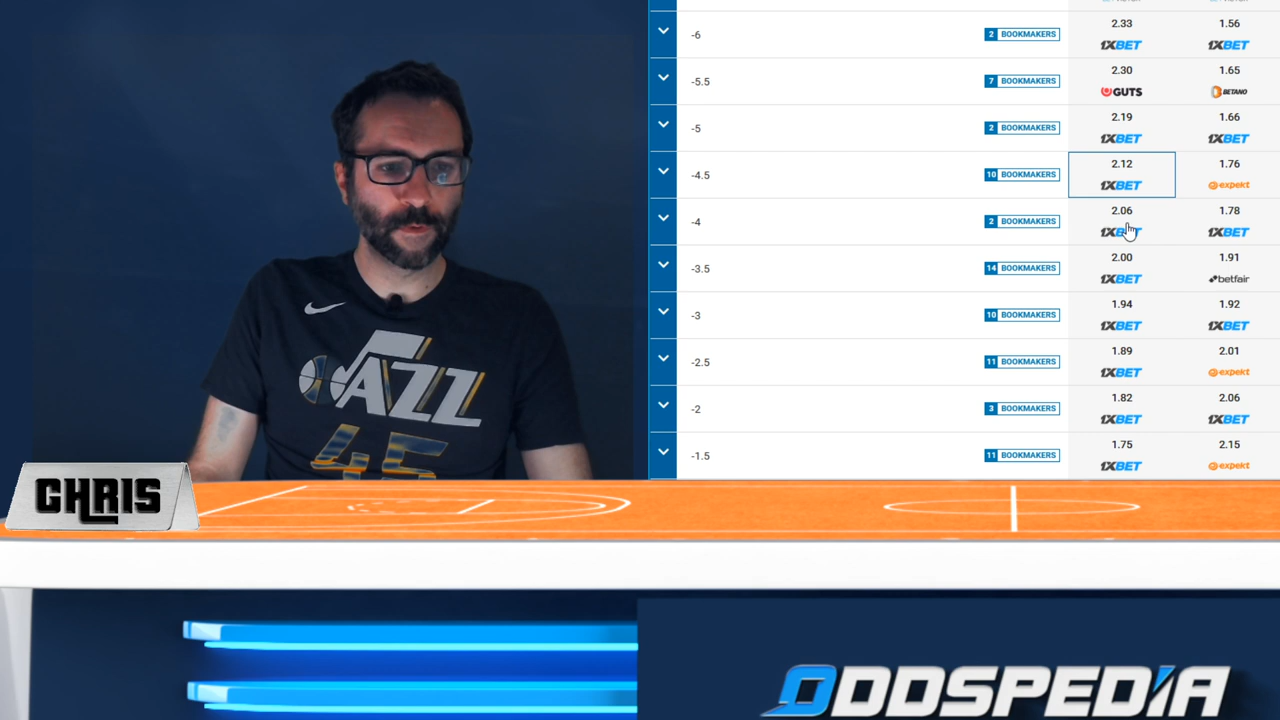 -6 2 BOOKMAKERS 2.33 1.56
1XBET 1XBET
-5.5 7 BOOKMAKERS 2.30 1.65
GUTS BETANO
-5 2 BOOKMAKERS 2.19 1.66
1XBET 1XBET
-4.5 10 BOOKMAKERS 2.12 1.76
1XBET expekt
-4 2 BOOKMAKERS 2.06 1.78
1XBET 1XBET
-3.5 14 BOOKMAKERS 2.00 1.91
1XBET betfair
-3 10 BOOKMAKERS 1.94 1.92
1XBET 1XBET
-2.5 11 BOOKMAKERS 1.89 2.01
1XBET expekt
-2 3 BOOKMAKERS 1.82 2.06
1XBET 1XBET
-1.5 11 BOOKMAKERS 1.75 2.15
1XBET expekt
JAZZ
45
CHRIS
ODDSPEDIA